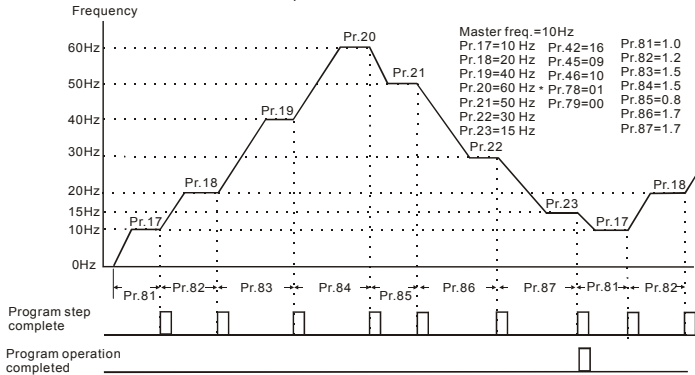 Frequency
60Hz
50Hz
40Hz
30Hz
20Hz
15Hz
10Hz
0Hz
Pr.17
Pr.18
Pr.19
Pr.20
Pr.21
Pr.22
Pr.23
Pr.17
Pr.18
Master freq.=10Hz
Pr.17=10 Hz Pr.42=16 Pr.81=1.0
Pr.18=20 Hz Pr.45=09 Pr.82=1.2
Pr.19=40 Hz Pr.46=10 Pr.83=1.5
Pr.20=60 Hz * Pr.78=01 Pr.84=1.5
Pr.21=50 Hz Pr.79=00 Pr.85=0.8
Pr.22=30 Hz Pr.86=1.7
Pr.23=15 Hz Pr.87=1.7
Pr.81 Pr.82 Pr.83 Pr.84 Pr.85 Pr.86 Pr.87 Pr.81 Pr.82
Program step
complete
Program operation
completed